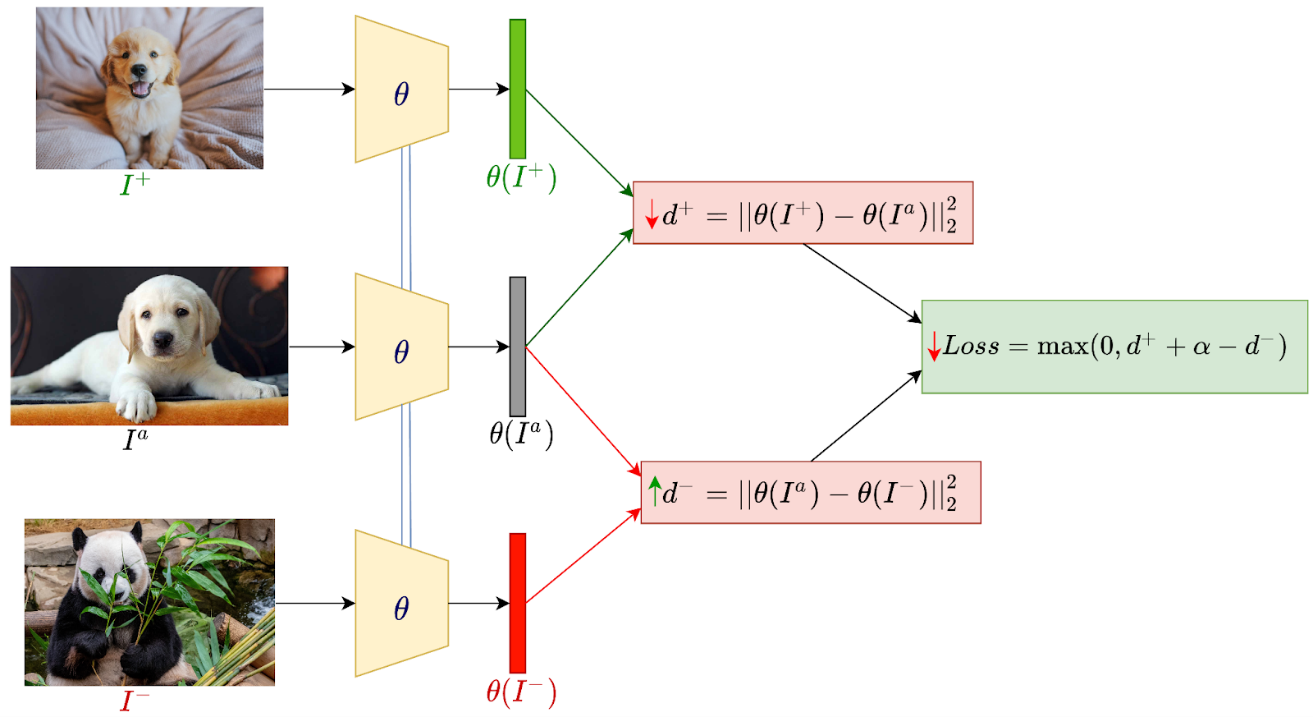 θ
θ(I⁺)
I⁺
↓d⁺ = ||θ(I⁺) − θ(Iᵃ)||₂²
θ
θ(Iᵃ)
Iᵃ
↓Loss = max(0, d⁺ + α − d⁻)
↑d⁻ = ||θ(Iᵃ) − θ(I⁻)||₂²
θ
θ(I⁻)
I⁻